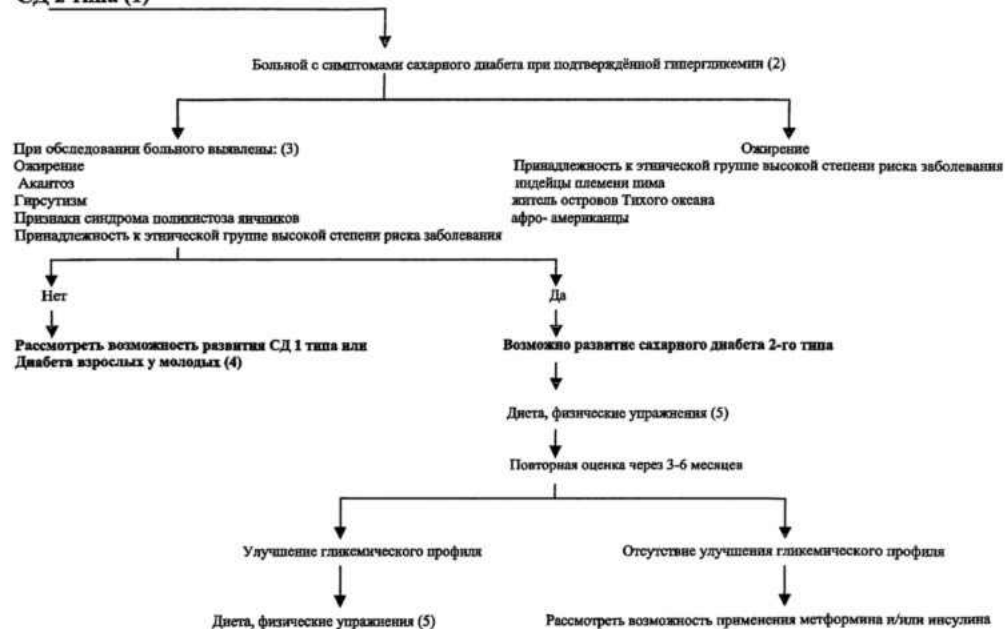 СД 2 типа (1)
Больной с симптомами сахарного диабета при подтверждённой гипергликемии (2)
При обследовании больного выявлены: (3)
Ожирение
Акантоз
Гирсутизм
Признаки синдрома поликистоза яичников
Принадлежность к этнической группе высокой степени риска заболевания
Ожирение
Принадлежность к этнической группе высокой степени риска заболевания
индейцы племени пима
житель островов Тихого океана
афро- американцы
Нет
Да
Рассмотреть возможность развития СД 1 типа или
Диабета взрослых у молодых (4)
Возможно развитие сахарного диабета 2-го типа
Диета, физические упражнения (5)
Повторная оценка через 3-6 месяцев
Улучшение гликемического профиля
Отсутствие улучшения гликемического профиля
Диета, физические упражнения (5)
Рассмотреть возможность применения метформина и/или инсулина